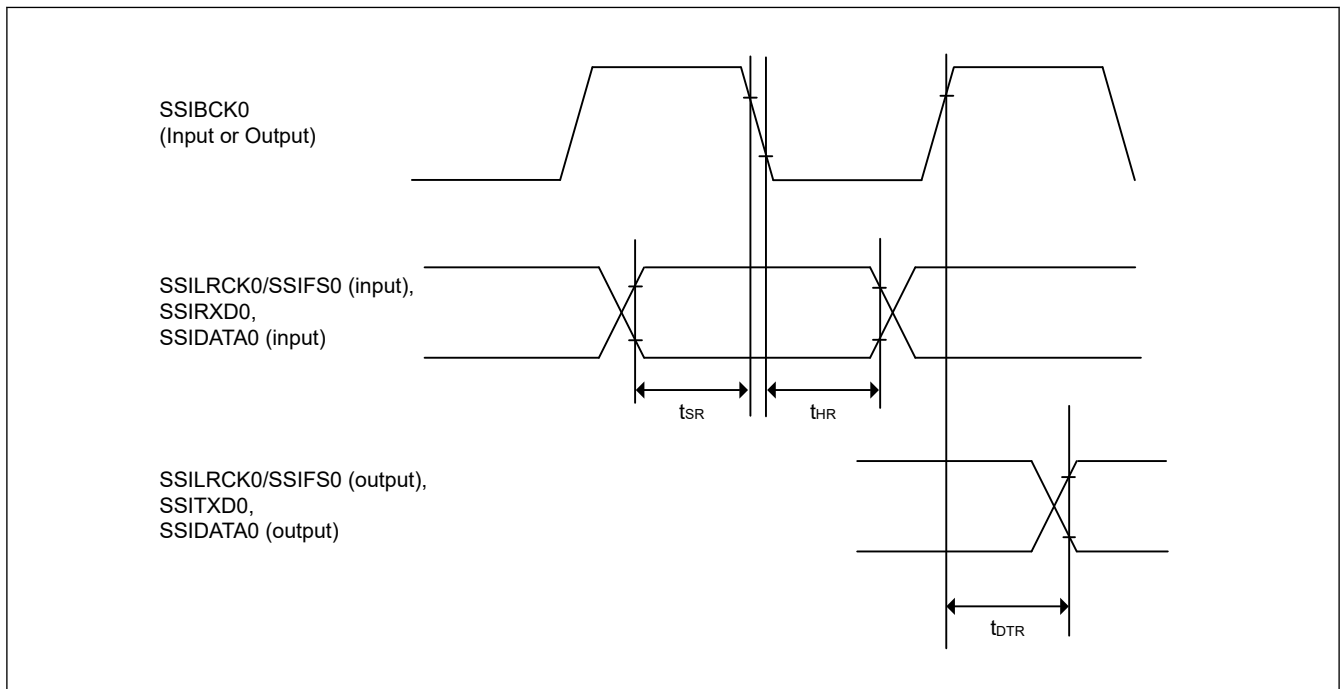 SSIBCK0
(Input or Output)
SSILRCK0/SSIFS0 (input),
SSIRXD0,
SSIDATA0 (input)
tSR
tHR
SSILRCK0/SSIFS0 (output),
SSITXD0,
SSIDATA0 (output)
tDTR